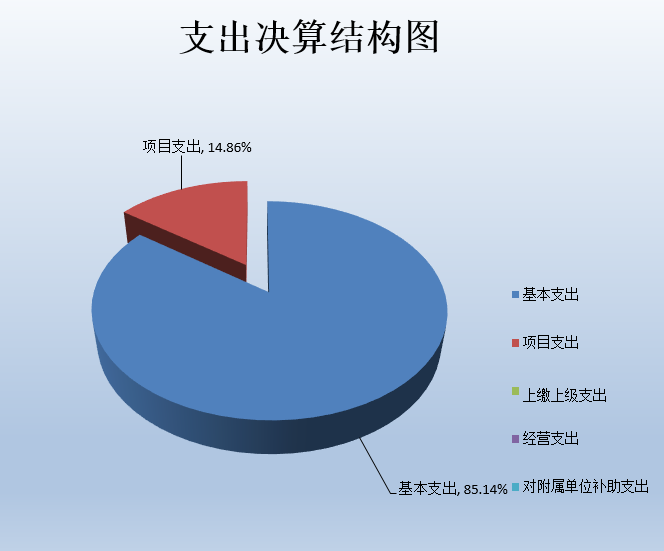 支出决算结构图
项目支出, 14.86%
基本支出
项目支出
上缴上级支出
经营支出
对附属单位补助支出
基本支出, 85.14%